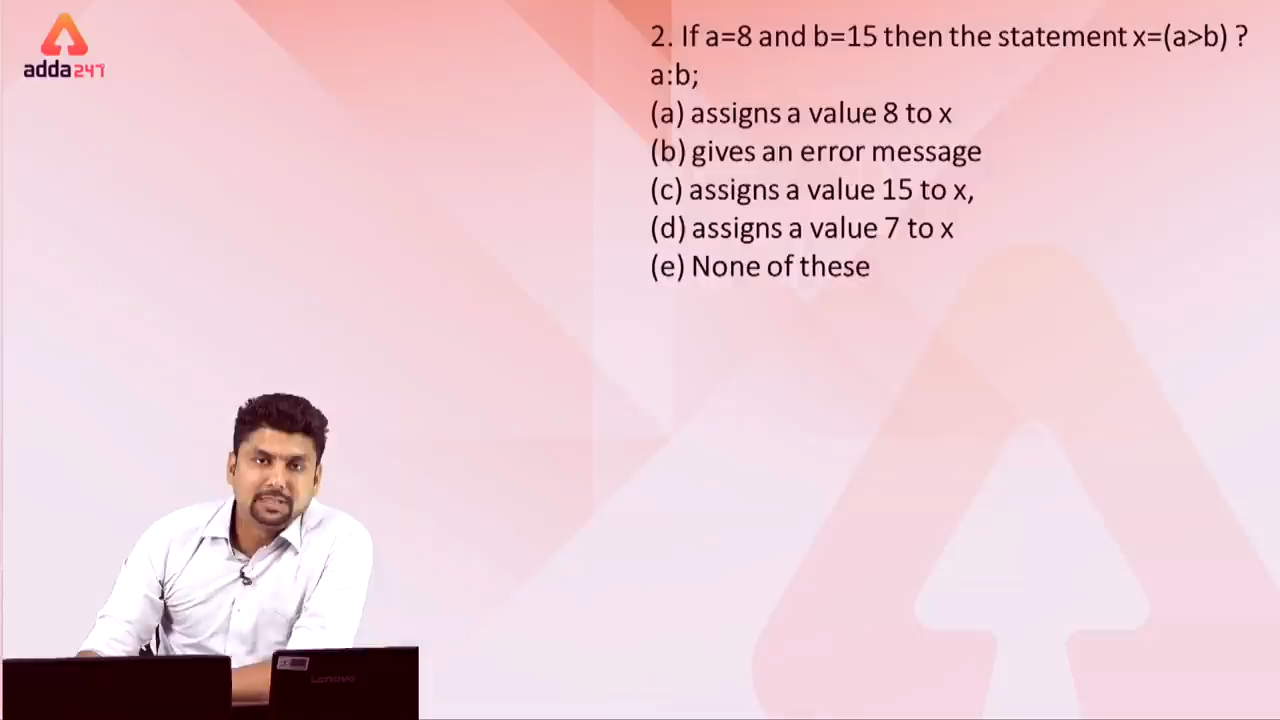 adda247
2. If a=8 and b=15 then the statement x=(a>b) ?
a:b;
(a) assigns a value 8 to x
(b) gives an error message
(c) assigns a value 15 to x,
(d) assigns a value 7 to x
(e) None of these
Lenovo